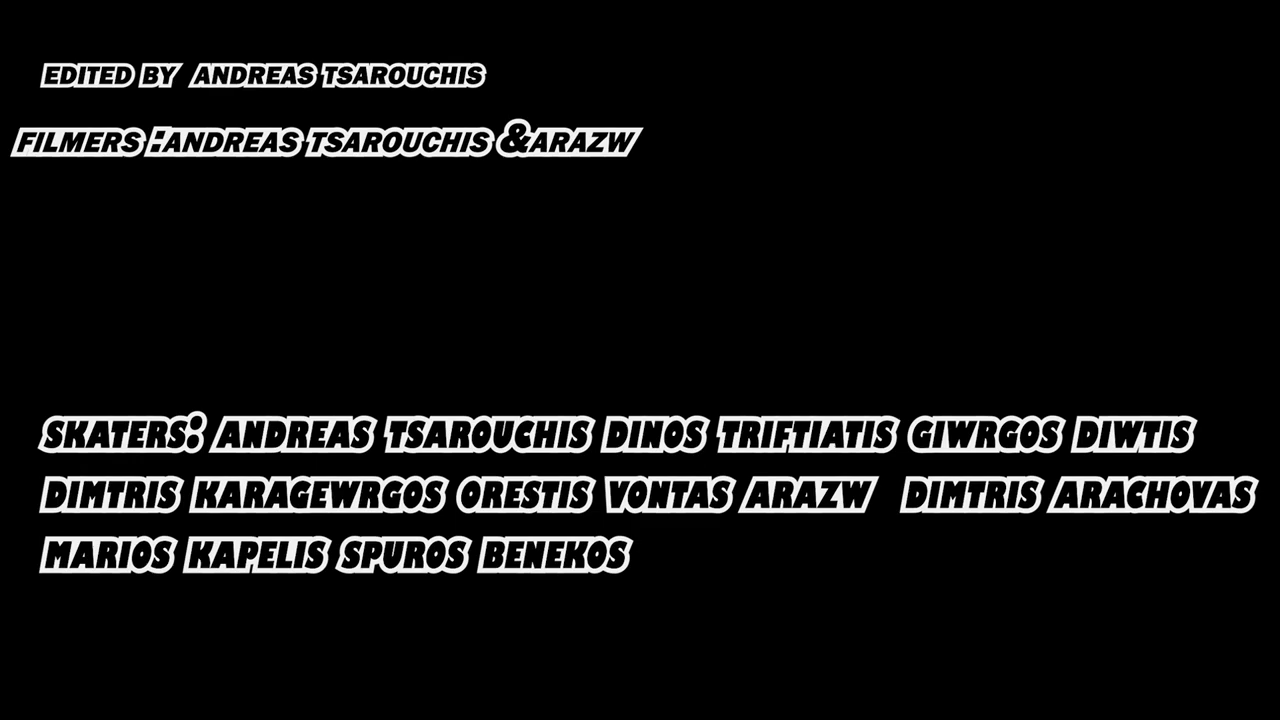 EDITED BY ANDREAS TSAROUCHIS
FILMERS :ANDREAS TSAROUCHIS &ARAZW
SKATERS: ANDREAS TSAROUCHIS DINOS TRIFTIATIS GIWRGOS DIWTIS
DIMTRIS KARAGEWRGOS ORESTIS VONTAS ARAZW DIMTRIS ARACHOVAS
MARIOS KAPELIS SPUROS BENEKOS